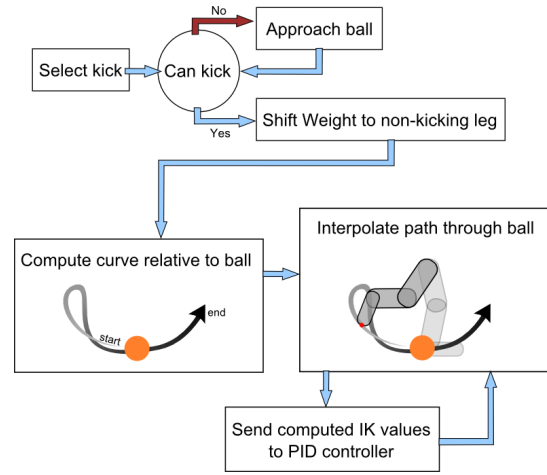 No
Approach ball
Select kick
Can kick
Yes
Shift Weight to non-kicking leg
Compute curve relative to ball
start
end
Interpolate path through ball
Send computed IK values
to PID controller